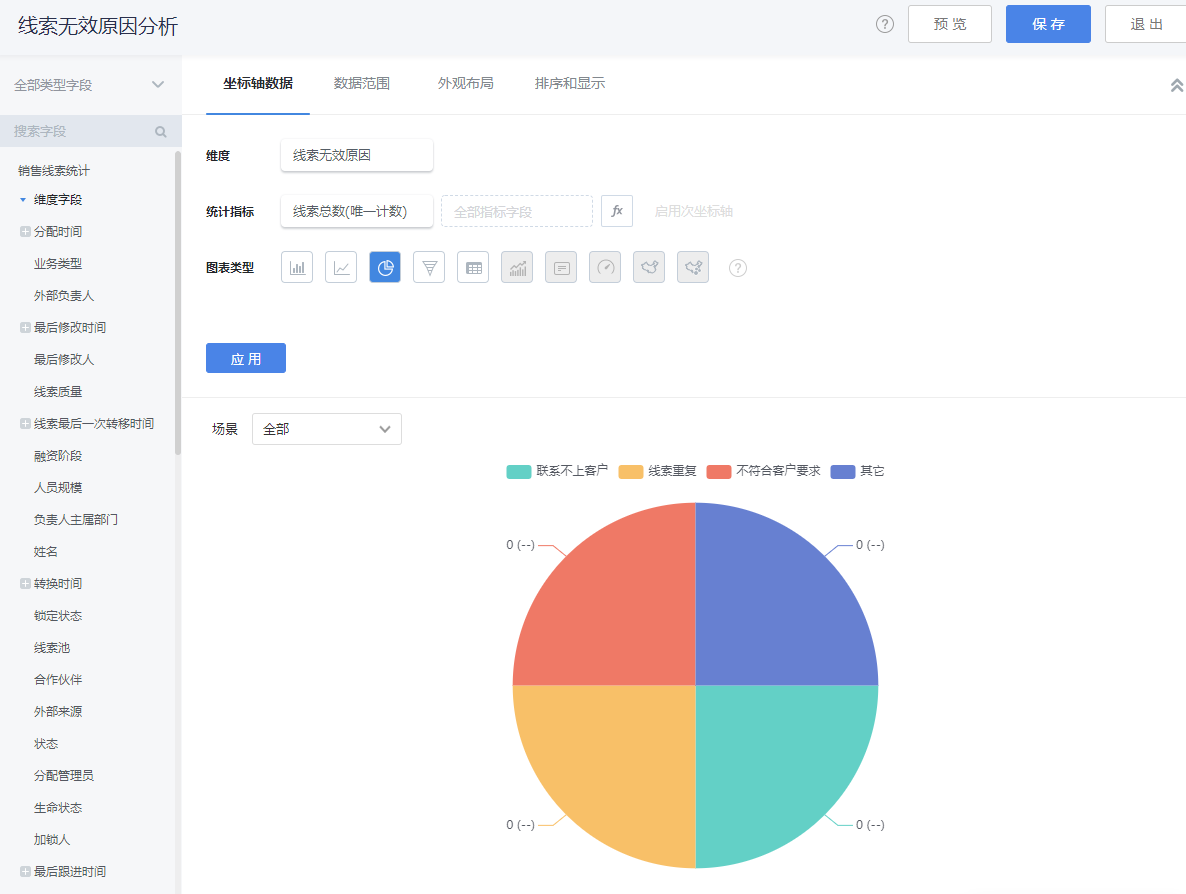 线索无效原因分析
? 预 览 保 存 退 出
全部类型字段
搜索字段
销售线索统计
维度字段
分配时间
业务类型
外部负责人
最后修改时间
最后修改人
线索质量
线索最后一次转移时间
融资阶段
人员规模
负责人主属部门
姓名
转换时间
锁定状态
线索池
合作伙伴
外部来源
状态
分配管理员
生命状态
加锁人
最后跟进时间
坐标轴数据 数据范围 外观布局 排序和显示
维度 线索无效原因
统计指标 线索总数(唯一计数) 全部指标字段 fx 启用次坐标轴
图表类型 ?
应 用
场景 全部
联系不上客户 线索重复 不符合客户要求 其它
0 (--) 0 (--)
0 (--) 0 (--)